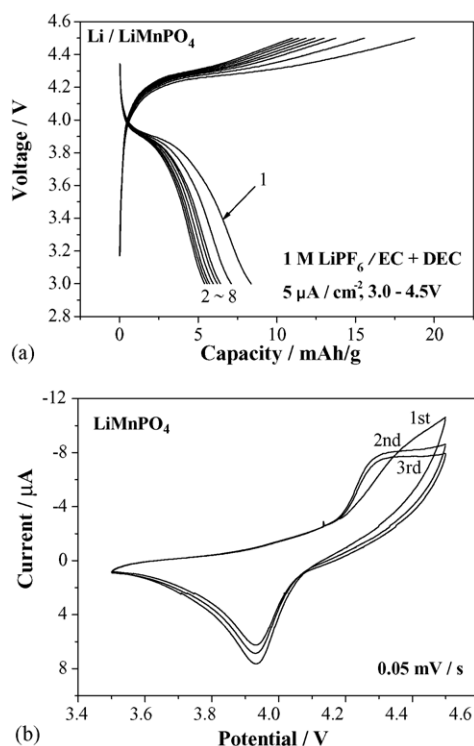 Li / LiMnPO4
4.6
4.4
4.2
4.0
3.8
3.6
3.4
3.2
3.0
2.8
Voltage / V
1
2 ~ 8
1 M LiPF6 / EC + DEC
5 μA / cm-2, 3.0 - 4.5V
0 5 10 15 20
(a) Capacity / mAh/g
LiMnPO4
-12
-8
-4
0
4
8
Current / μA
1st
2nd
3rd
0.05 mV / s
3.4 3.6 3.8 4.0 4.2 4.4 4.6
(b) Potential / V